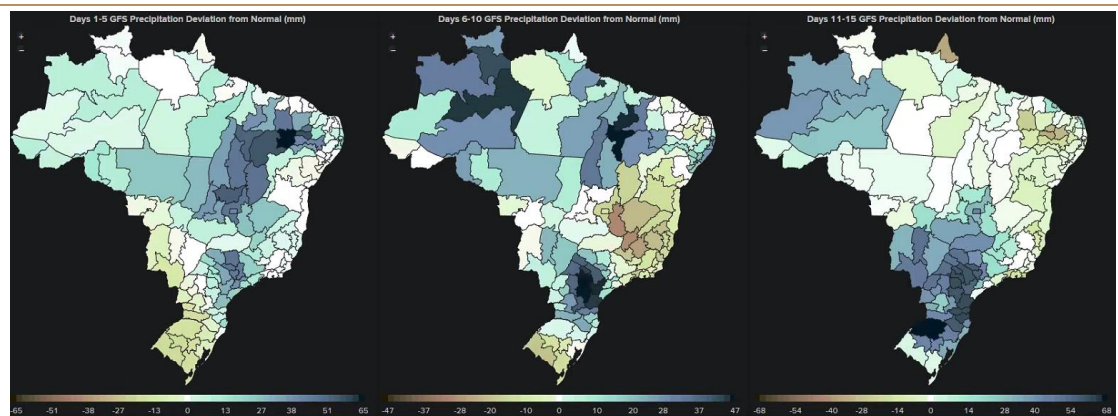 Days 1-5 GFS Precipitation Deviation from Normal (mm)
Days 6-10 GFS Precipitation Deviation from Normal (mm)
Days 11-15 GFS Precipitation Deviation from Normal (mm)
+
−
+
−
+
−
-65 -51 -38 -27 -13 0 13 27 38 51 65
-47 -37 -28 -20 -10 0 10 20 28 37 47
-68 -54 -40 -29 -14 0 14 29 40 54 68